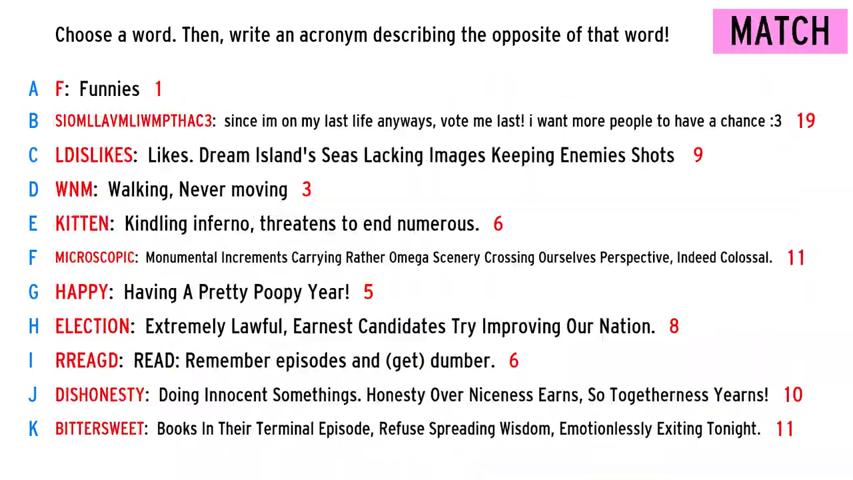 Choose a word. Then, write an acronym describing the opposite of that word!
MATCH
A F: Funnies 1
B SIOMLLAVMLIWMPTHAC3: since im on my last life anyways, vote me last! i want more people to have a chance :3 19
C LDISLIKES: Likes. Dream Island's Seas Lacking Images Keeping Enemies Shots 9
D WNM: Walking, Never moving 3
E KITTEN: Kindling inferno, threatens to end numerous. 6
F MICROSCOPIC: Monumental Increments Carrying Rather Omega Scenery Crossing Ourselves Perspective, Indeed Colossal. 11
G HAPPY: Having A Pretty Poopy Year! 5
H ELECTION: Extremely Lawful, Earnest Candidates Try Improving Our Nation. 8
I RREAGD: READ: Remember episodes and (get) dumber. 6
J DISHONESTY: Doing Innocent Somethings. Honesty Over Niceness Earns, So Togetherness Yearns! 10
K BITTERSWEET: Books In Their Terminal Episode, Refuse Spreading Wisdom, Emotionlessly Exiting Tonight. 11